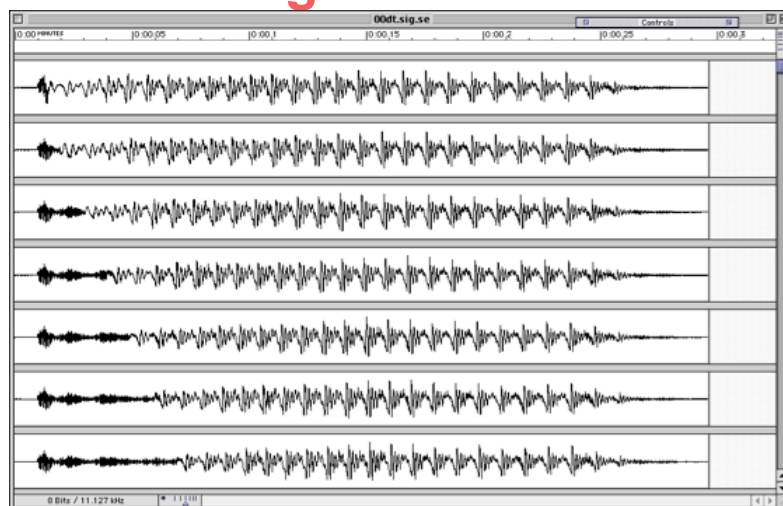 g
00dt.sig.se
Controls
0:00 MINUTES |0:00,05 |0:00,1 |0:00,15 |0:00,2 |0:00,25 |0:00,3
8 Bits / 11.127 kHz